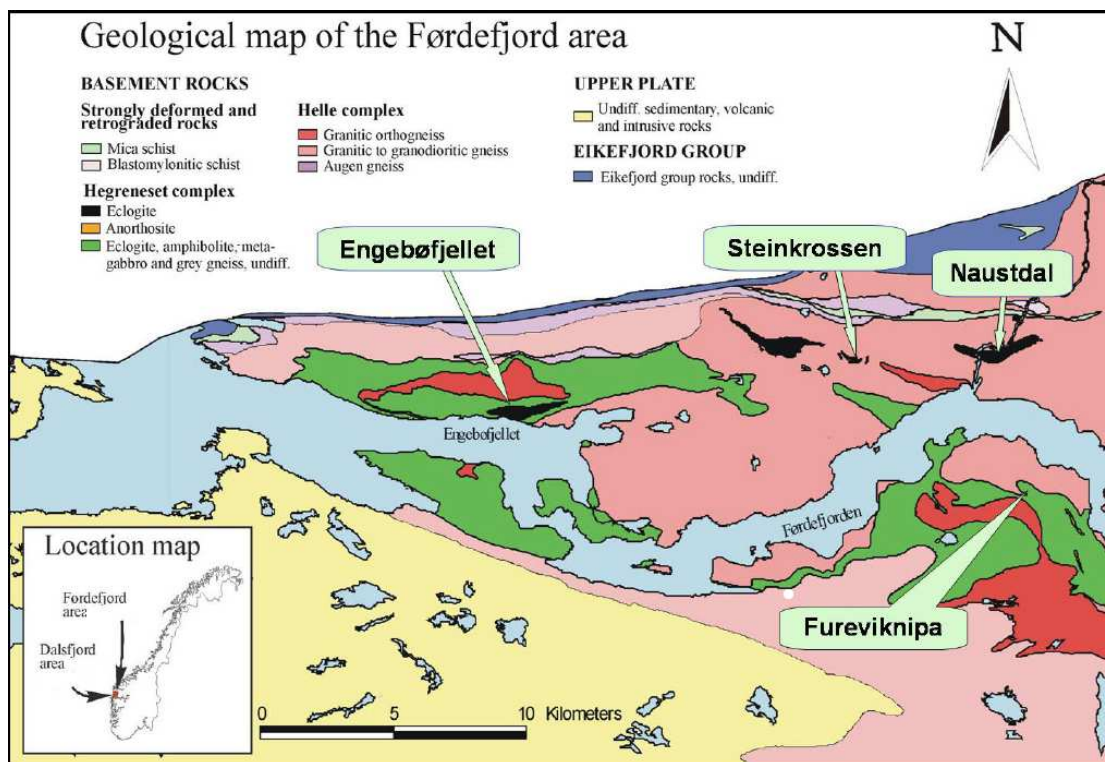 Geological map of the Førdefjord area
N
BASEMENT ROCKS
Strongly deformed and
retrograded rocks
Mica schist
Blastomylonitic schist
Hegreneset complex
Eclogite
Anorthosite
Eclogite, amphibolite, meta-
gabbro and grey gneiss, undiff.
Helle complex
Granitic orthogneiss
Granitic to granodioritic gneiss
Augen gneiss
UPPER PLATE
Undiff. sedimentary, volcanic
and intrusive rocks
EIKEFJORD GROUP
Eikefjord group rocks, undiff.
Engebøfjellet
Steinkrossen
Naustdal
Engebøfjellet
Førdefjorden
Fureviknipa
Location map
Førdefjord
area
Dalsfjord
area
0 5 10 Kilometers